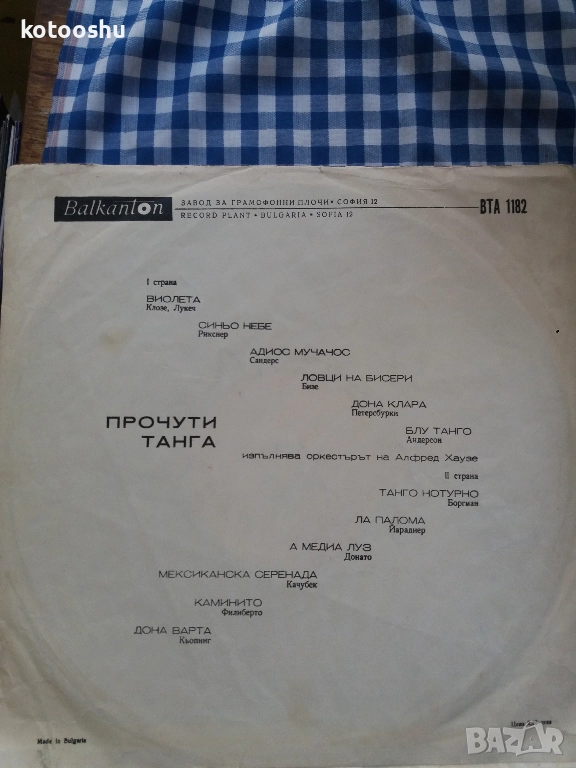 kotooshu
Balkanton
ЗАВОД ЗА ГРАМОФОННИ ПЛОЧИ • СОФИЯ 12
RECORD PLANT • BULGARIA • SOFIA 12
ВТА 1182
I страна
ВИОЛЕТА
Клозе, Лукеч
СИНЬО НЕБЕ
Рикснер
АДИОС МУЧАЧОС
Сандерс
ЛОВЦИ НА БИСЕРИ
Бизе
ДОНА КЛАРА
Петерсбурки
БЛУ ТАНГО
Андерсон
ПРОЧУТИ
ТАНГА
изпълнява оркестърът на Алфред Хаузе
II страна
ТАНГО НОТУРНО
Боргман
ЛА ПАЛОМА
Йараднер
А МЕДИА ЛУЗ
Донато
МЕКСИКАНСКА СЕРЕНАДА
Качубек
КАМИНИТО
Филиберто
ДОНА ВАРТА
Кьопинг
Made in Bulgaria
Цена
BAZAR